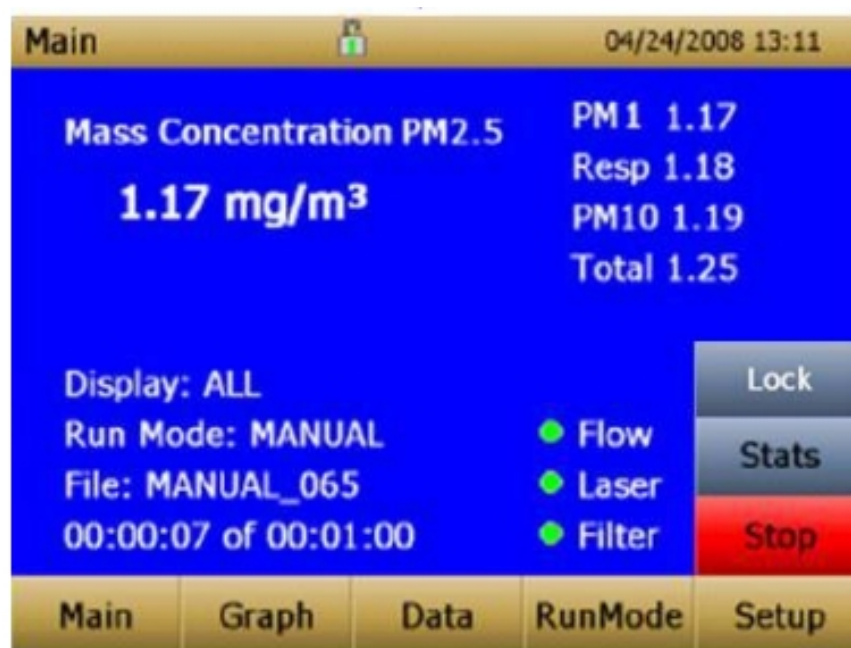 Main
04/24/2008 13:11
Mass Concentration PM2.5
1.17 mg/m³
PM1 1.17
Resp 1.18
PM10 1.19
Total 1.25
Display: ALL
Run Mode: MANUAL
File: MANUAL_065
00:00:07 of 00:01:00
Flow
Laser
Filter
Lock
Stats
Stop
Main Graph Data RunMode Setup